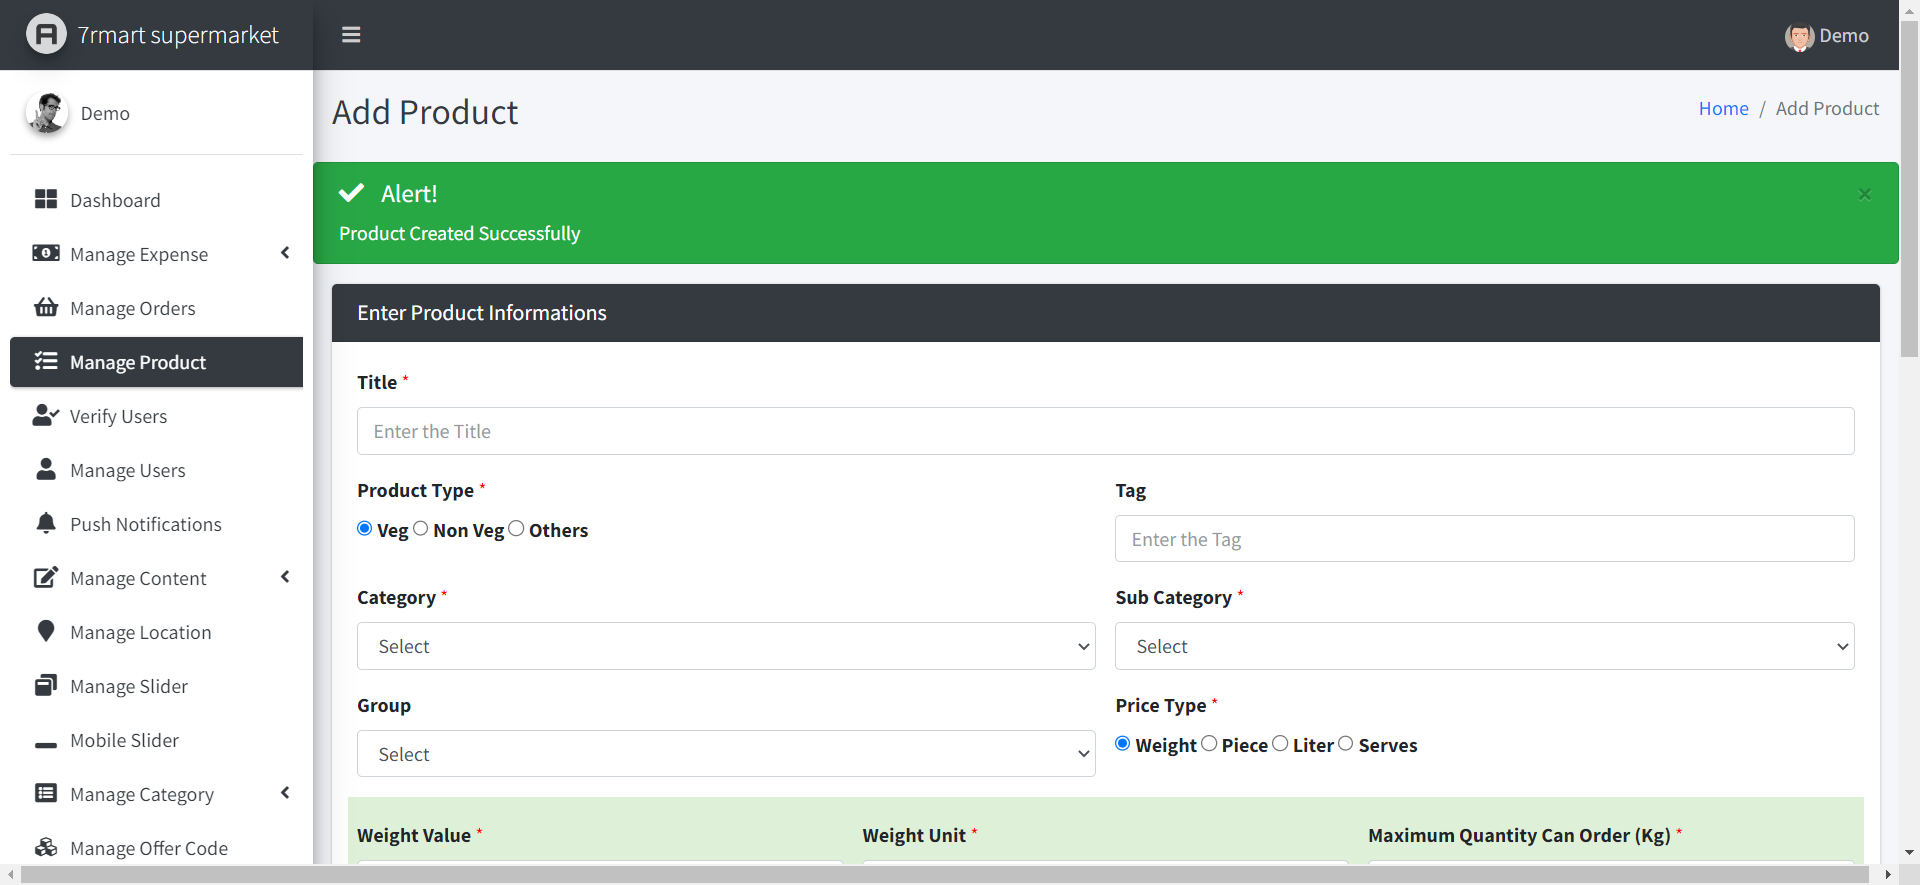 7rmart supermarket
Demo
Demo
Dashboard
Manage Expense
Manage Orders
Manage Product
Verify Users
Manage Users
Push Notifications
Manage Content
Manage Location
Manage Slider
Mobile Slider
Manage Category
Manage Offer Code
Add Product
Home / Add Product
Alert!
×
Product Created Successfully
Enter Product Informations
Title *
Enter the Title
Product Type *
Veg Non Veg Others
Tag
Enter the Tag
Category *
Select
Sub Category *
Select
Group
Select
Price Type *
Weight Piece Liter Serves
Weight Value *
Weight Unit *
Maximum Quantity Can Order (Kg) *